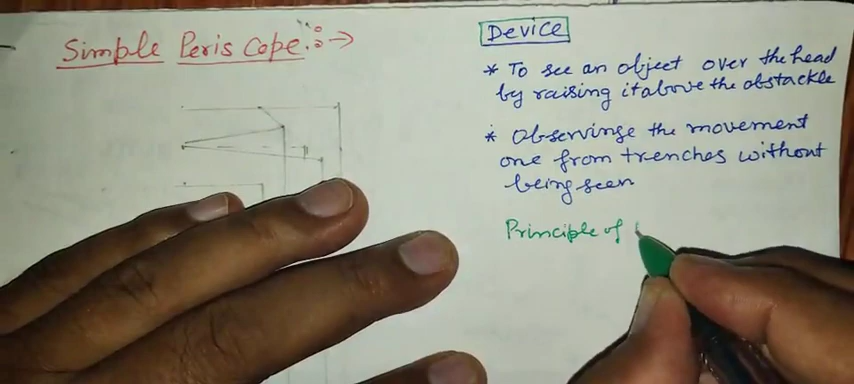 Simple Peris cope :→
Device
* To see an object over the head
by raising it above the obstackle
* Observinge the movement
one from trenches without
being seen
Principle of